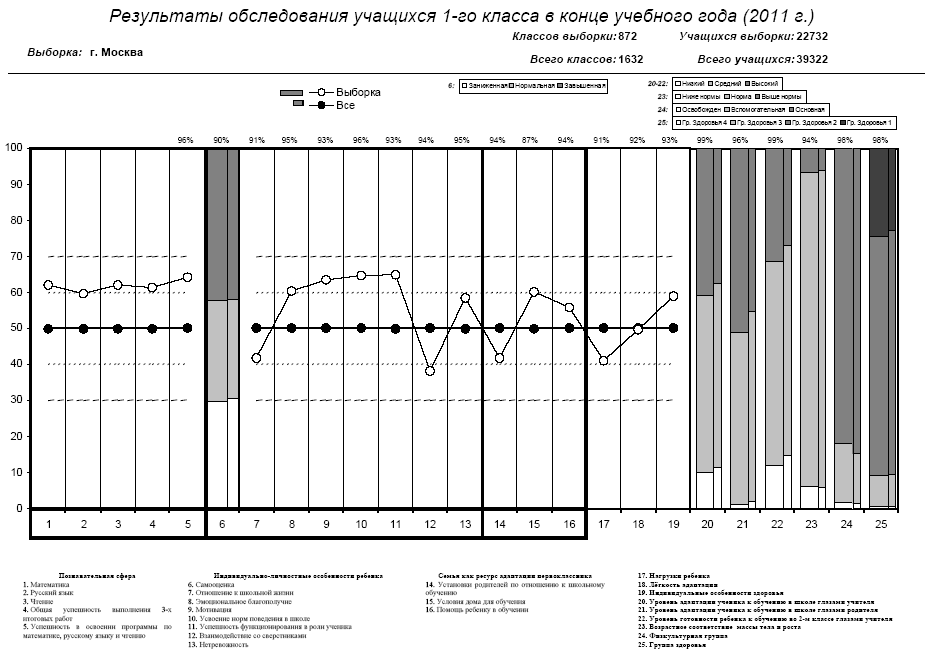 Результаты обследования учащихся 1-го класса в конце учебного года (2011 г.)
Классов выборки: 872 Учащихся выборки: 22732
Выборка: г. Москва
Всего классов: 1632 Всего учащихся: 39322
Выборка
Все
6: Заниженная Нормальная Завышенная
20-22: Низкий Средний Высокий
23: Ниже нормы Норма Выше нормы
24: Освобожден Вспомогательная Основная
25: Гр. Здоровья 4 Гр. Здоровья 3 Гр. Здоровья 2 Гр. Здоровья 1
96% 90% 91% 95% 93% 96% 93% 94% 95% 94% 87% 94% 91% 92% 93% 99% 96% 99% 94% 98% 98%
100
90
80
70
60
50
40
30
20
10
0
1 2 3 4 5 6 7 8 9 10 11 12 13 14 15 16 17 18 19 20 21 22 23 24 25
Познавательная сфера
1. Математика
2. Русский язык
3. Чтение
4. Общая успешность выполнения 3-х
итоговых работ
5. Успешность в освоении программы по
математике, русскому языку и чтению
Индивидуально-личностные особенности ребенка
6. Самооценка
7. Отношение к школьной жизни
8. Эмоциональное благополучие
9. Мотивация
10. Усвоение норм поведения в школе
11. Успешность функционирования в роли ученика
12. Взаимодействие со сверстниками
13. Нетревожность
Семья как ресурс адаптации первоклассника
14. Установки родителей по отношению к школьному
обучению
15. Условия дома для обучения
16. Помощь ребенку в обучении
17. Нагрузки ребенка
18. Лёгкость адаптации
19. Индивидуальные особенности здоровья
20. Уровень адаптации ученика к обучению в школе глазами учителя
21. Уровень адаптации ученика к обучению в школе глазами родителя
22. Уровень готовности ребенка к обучению во 2-м классе глазами учителя
23. Возрастное соответствие массы тела и роста
24. Физкультурная группа
25. Группа здоровья